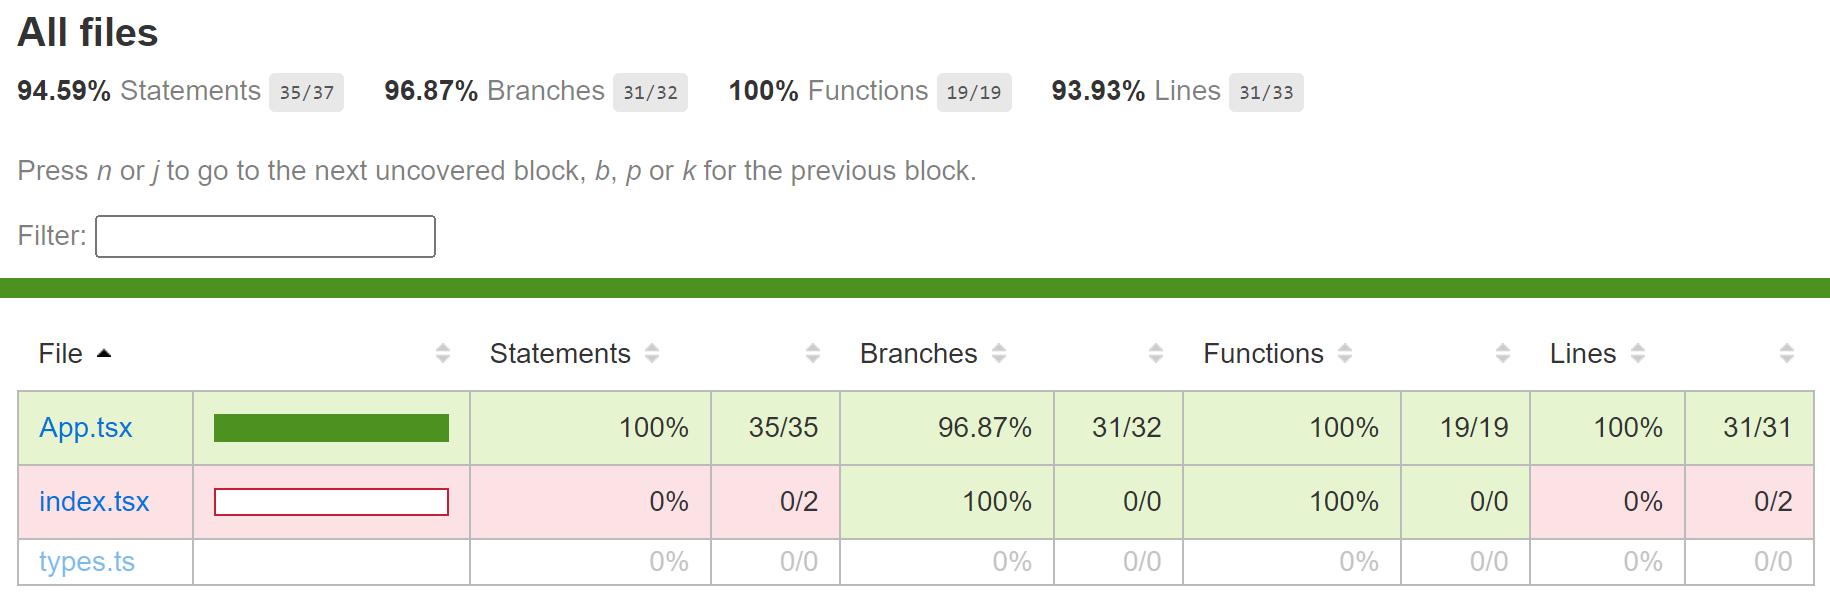 All files
94.59% Statements 35/37 96.87% Branches 31/32 100% Functions 19/19 93.93% Lines 31/33
Press n or j to go to the next uncovered block, b, p or k for the previous block.
Filter:
File Statements Branches Functions Lines
App.tsx 100% 35/35 96.87% 31/32 100% 19/19 100% 31/31
index.tsx 0% 0/2 100% 0/0 100% 0/0 0% 0/2
types.ts 0% 0/0 0% 0/0 0% 0/0 0% 0/0